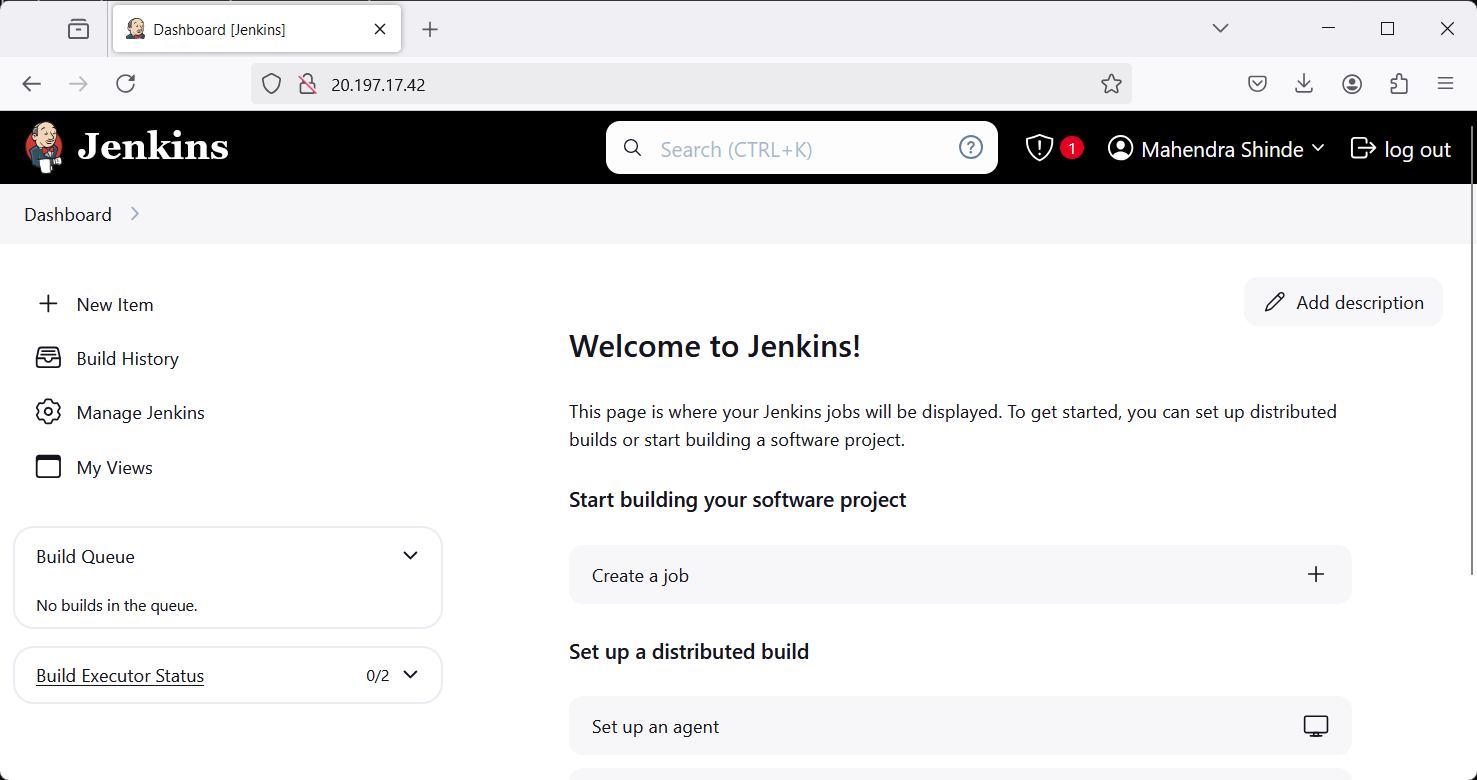 Dashboard [Jenkins]
20.197.17.42
Jenkins
Search (CTRL+K)
?
1
Mahendra Shinde
log out
Dashboard
New Item
Build History
Manage Jenkins
My Views
Build Queue
No builds in the queue.
Build Executor Status
0/2
Add description
Welcome to Jenkins!
This page is where your Jenkins jobs will be displayed. To get started, you can set up distributed
builds or start building a software project.
Start building your software project
Create a job
Set up a distributed build
Set up an agent